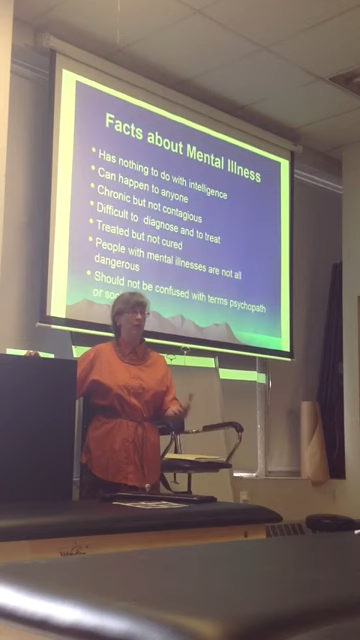 Facts about Mental Illness
• Has nothing to do with intelligence
• Can happen to anyone
• Chronic but not contagious
• Difficult to diagnose and to treat
• Treated but not cured
• People with mental illnesses are not all
dangerous
• Should not be confused with terms psychopath
or